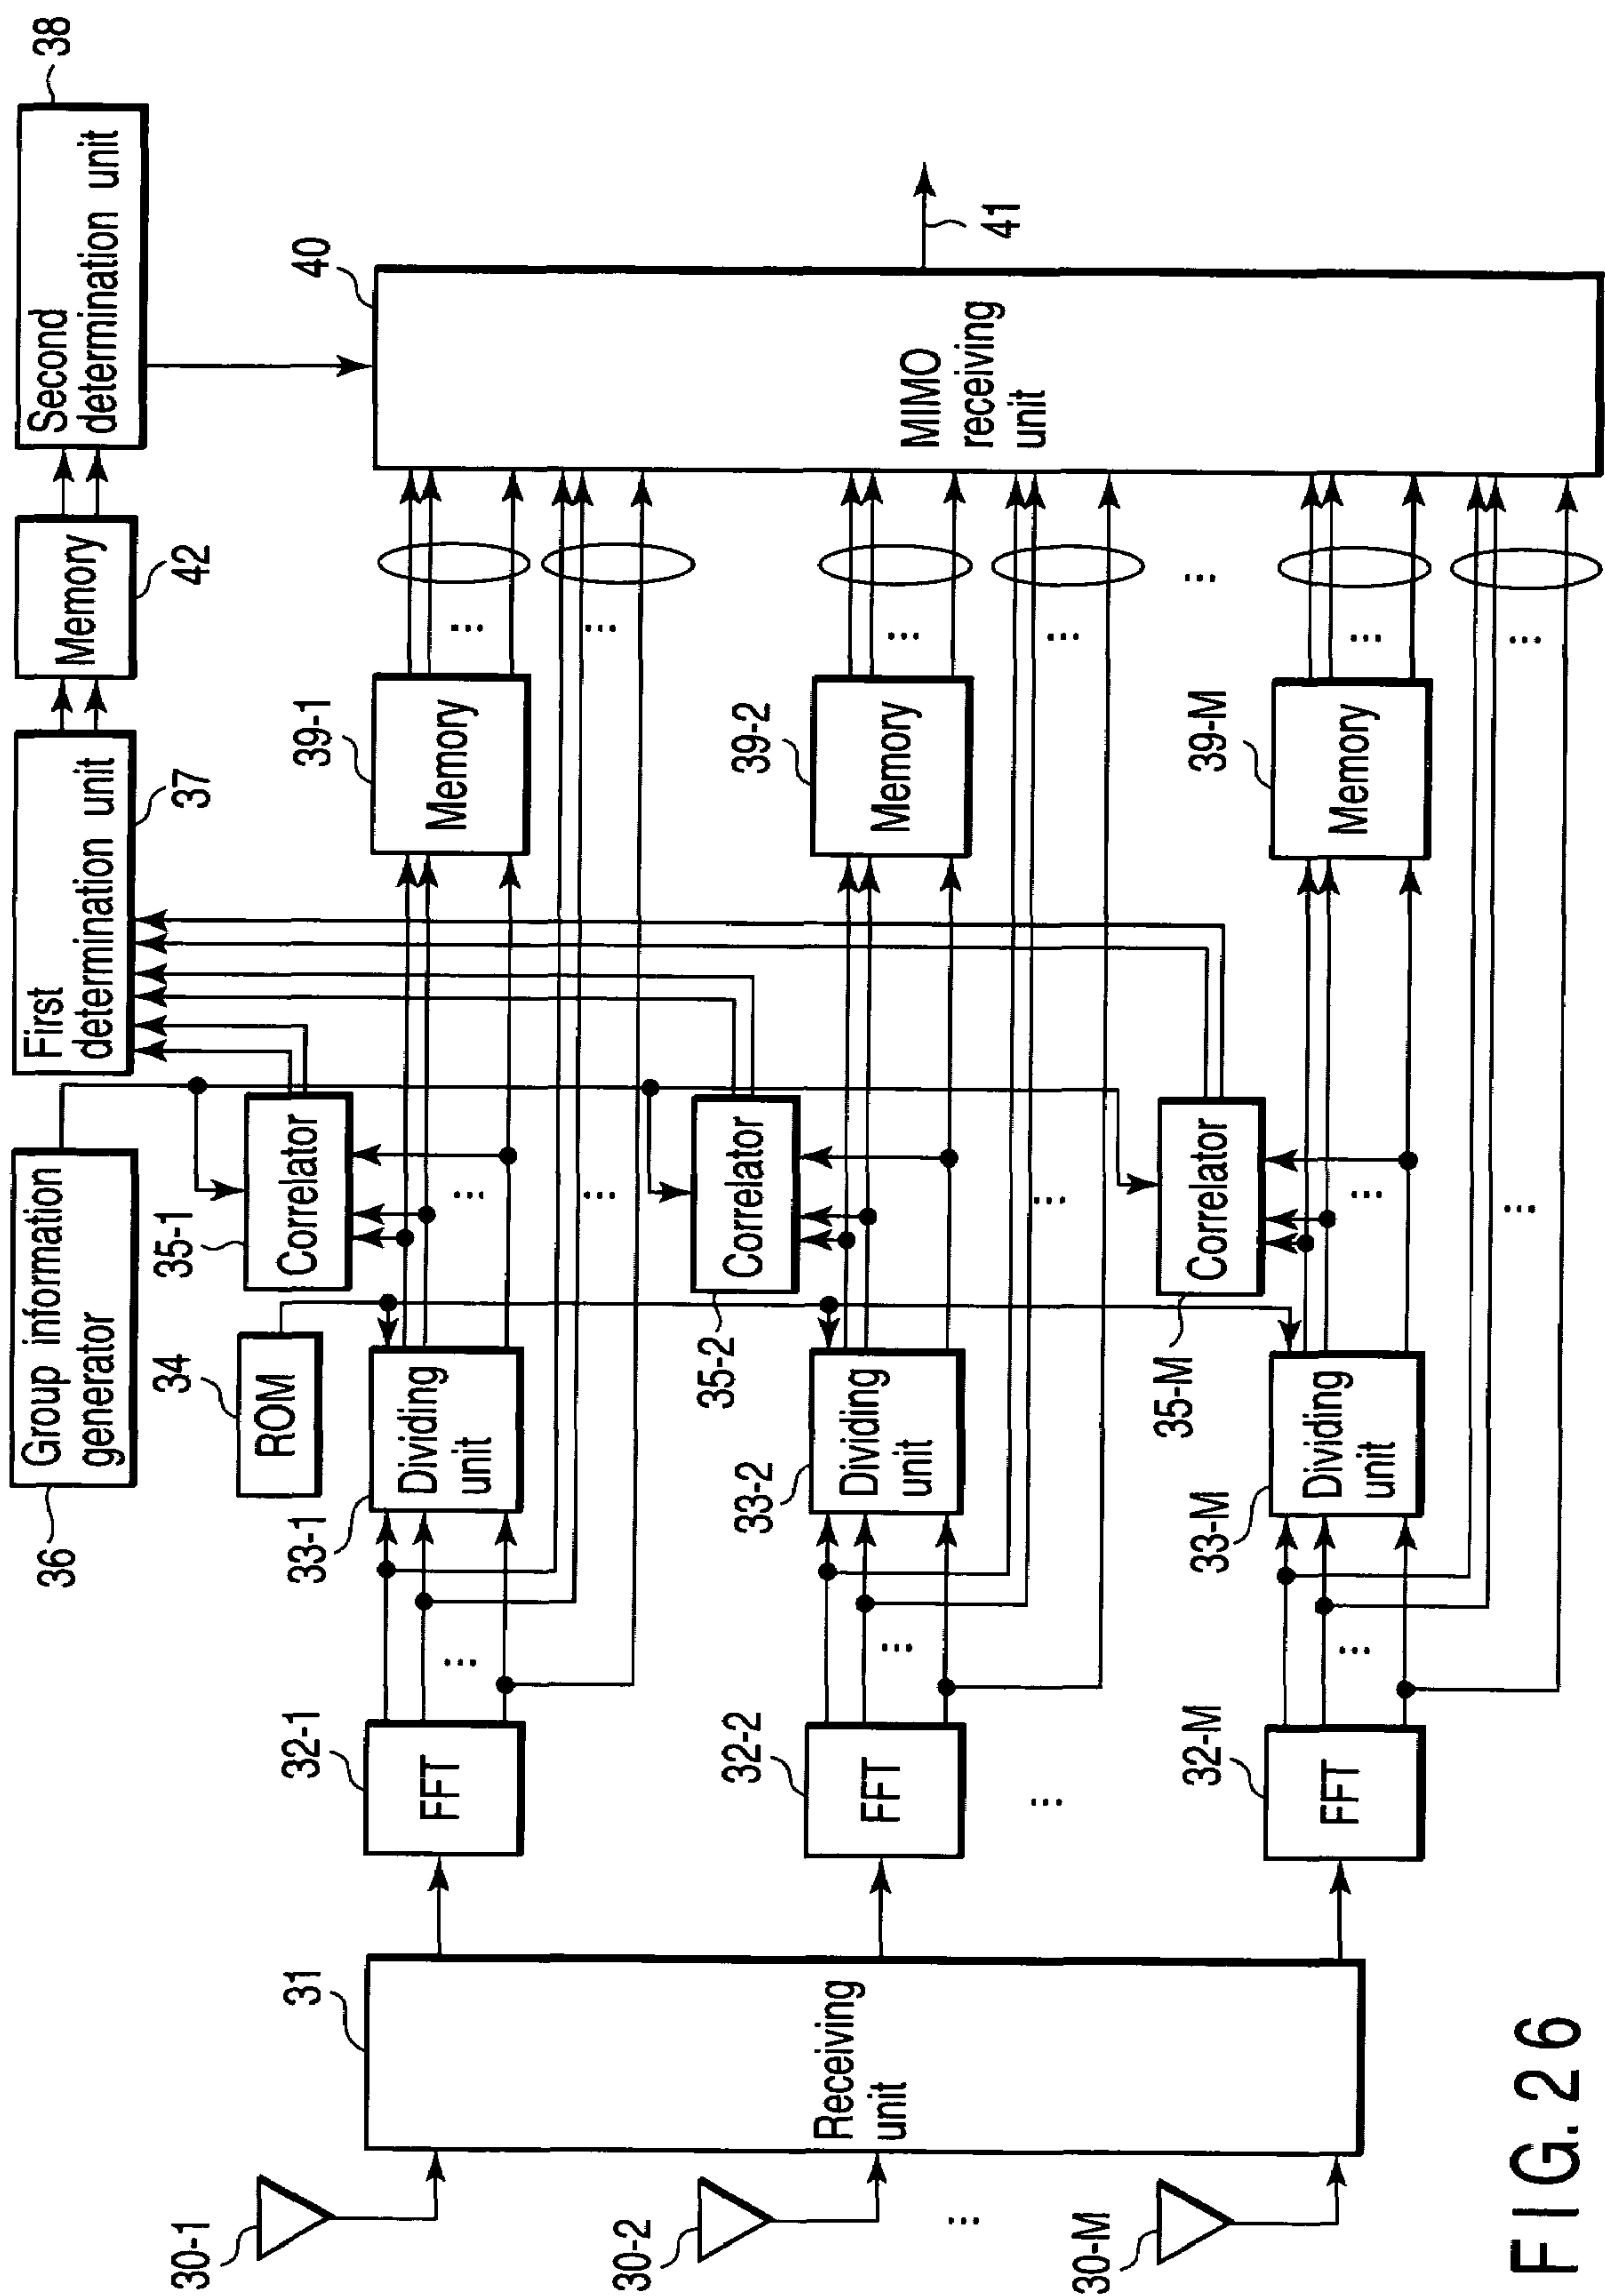 36
Group information
generator
First
determination unit
37
Memory
42
Second
determination unit
38
34
ROM
35-1
Correlator
30-1
31
32-1
FFT
33-1
Dividing
unit
39-1
Memory
40
...
...
...
...
...
Receiving
unit
MIMO
receiving
unit
41
30-2
32-2
FFT
33-2
Dividing
unit
35-2
Correlator
39-2
Memory
...
...
...
...
...
...
...
...
30-M
32-M
FFT
33-M
Dividing
unit
35-M
Correlator
39-M
Memory
...
...
...
...
...
FIG. 26